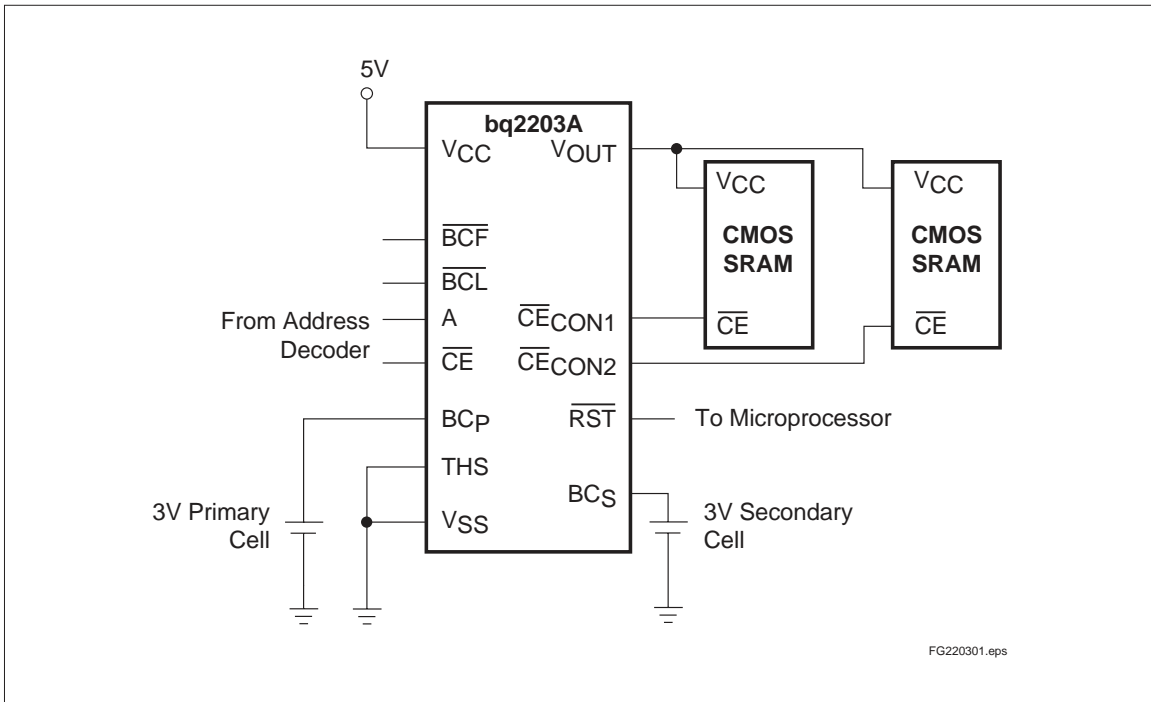 5V
bq2203A
VCC
VOUT
VCC
CMOS
SRAM
CE
VCC
CMOS
SRAM
CE
BCF
BCL
From Address
Decoder
A
CE
CECON1
CECON2
BCP
RST
To Microprocessor
THS
BCS
VSS
3V Primary
Cell
3V Secondary
Cell
FG220301.eps